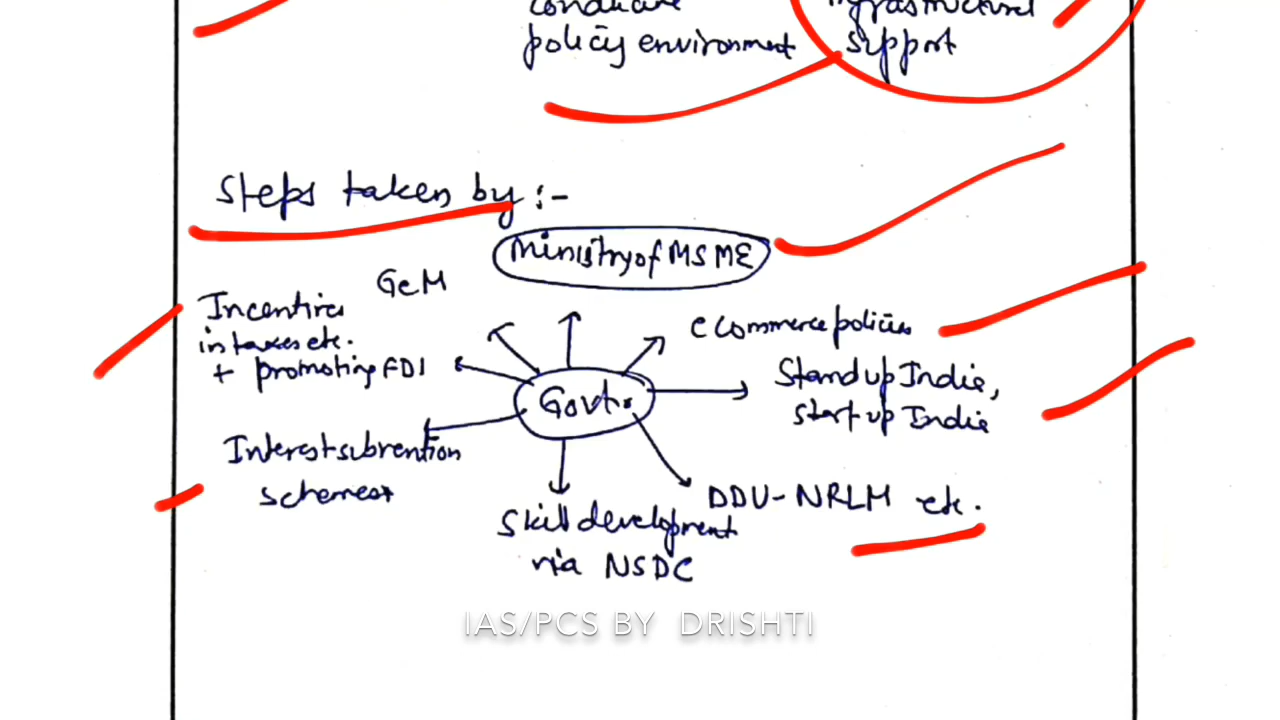 conducive
policy environment
infrastructural
support
Steps taken by :-
Ministry of MSME
GeM
Incentives
in taxes etc.
+ promoting FDI
e commerce policies
Stand up India,
start up India
Govt.
Interest subvention
schemes
DDU-NRLM etc.
Skill development
via NSDC
IAS/PCS BY DRISHTI